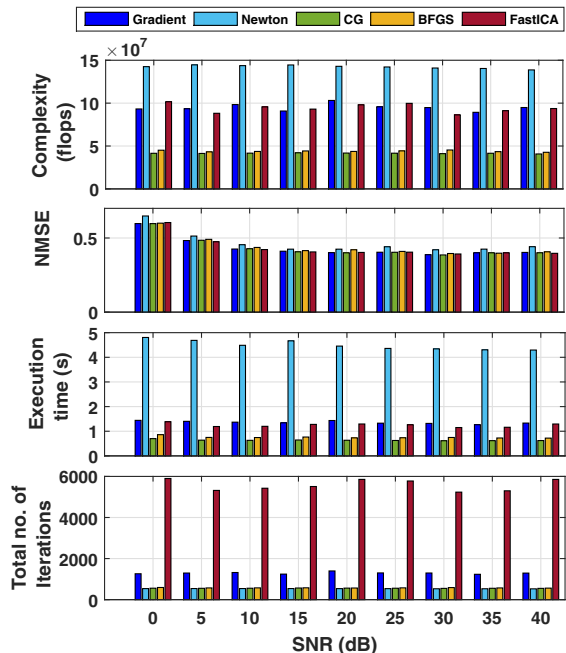 Gradient Newton CG BFGS FastICA
× 10^7
Complexity
(flops)
15
10
5
0
NMSE
0.5
0
Execution
time (s)
5
4
3
2
1
0
Total no. of
Iterations
6000
4000
2000
0
0 5 10 15 20 25 30 35 40
SNR (dB)